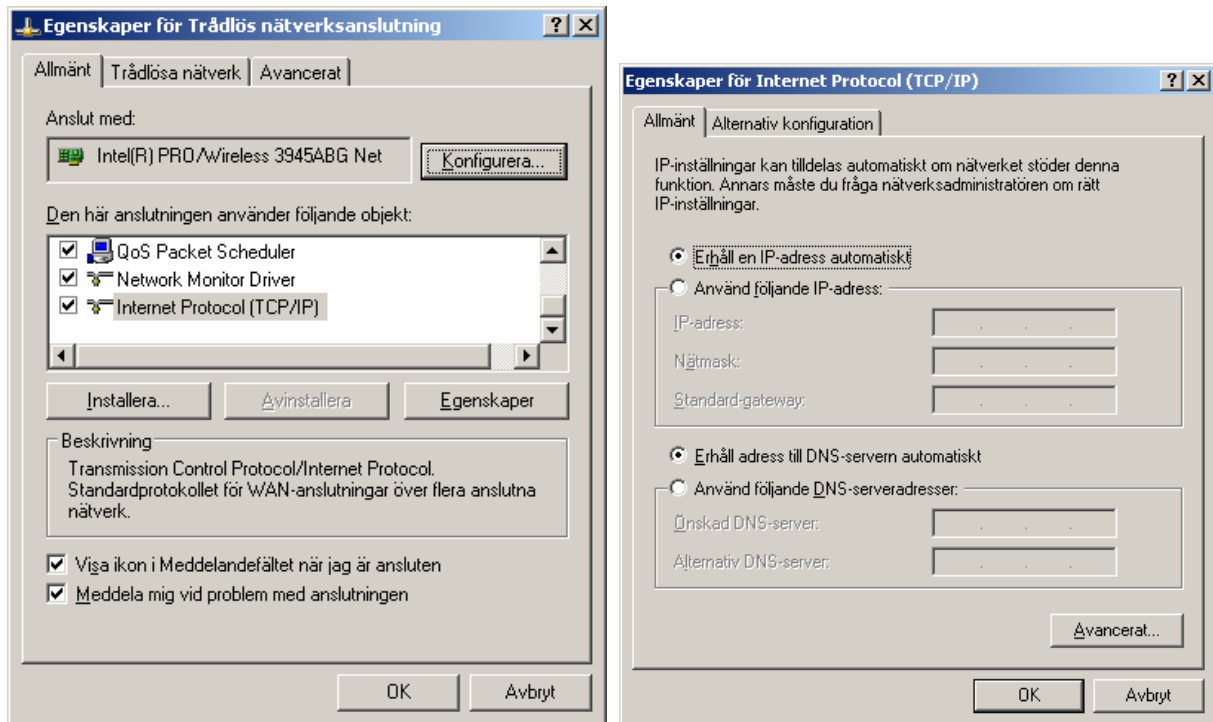 Egenskaper för Trådlös nätverksanslutning
Allmänt Trådlösa nätverk Avancerat
Anslut med:
Intel(R) PRO/Wireless 3945ABG Net Konfigurera...
Den här anslutningen använder följande objekt:
QoS Packet Scheduler
Network Monitor Driver
Internet Protocol (TCP/IP)
Installera... Avinstallera Egenskaper
Beskrivning
Transmission Control Protocol/Internet Protocol.
Standardprotokollet för WAN-anslutningar över flera anslutna
nätverk.
Visa ikon i Meddelandefältet när jag är ansluten
Meddela mig vid problem med anslutningen
OK Avbryt
Egenskaper för Internet Protocol (TCP/IP)
Allmänt Alternativ konfiguration
IP-inställningar kan tilldelas automatiskt om nätverket stöder denna
funktion. Annars måste du fråga nätverksadministratören om rätt
IP-inställningar.
Erhåll en IP-adress automatiskt
Använd följande IP-adress:
IP-adress:
Nätmask:
Standard-gateway:
Erhåll adress till DNS-servern automatiskt
Använd följande DNS-serveradresser:
Önskad DNS-server:
Alternativ DNS-server:
Avancerat...
OK Avbryt